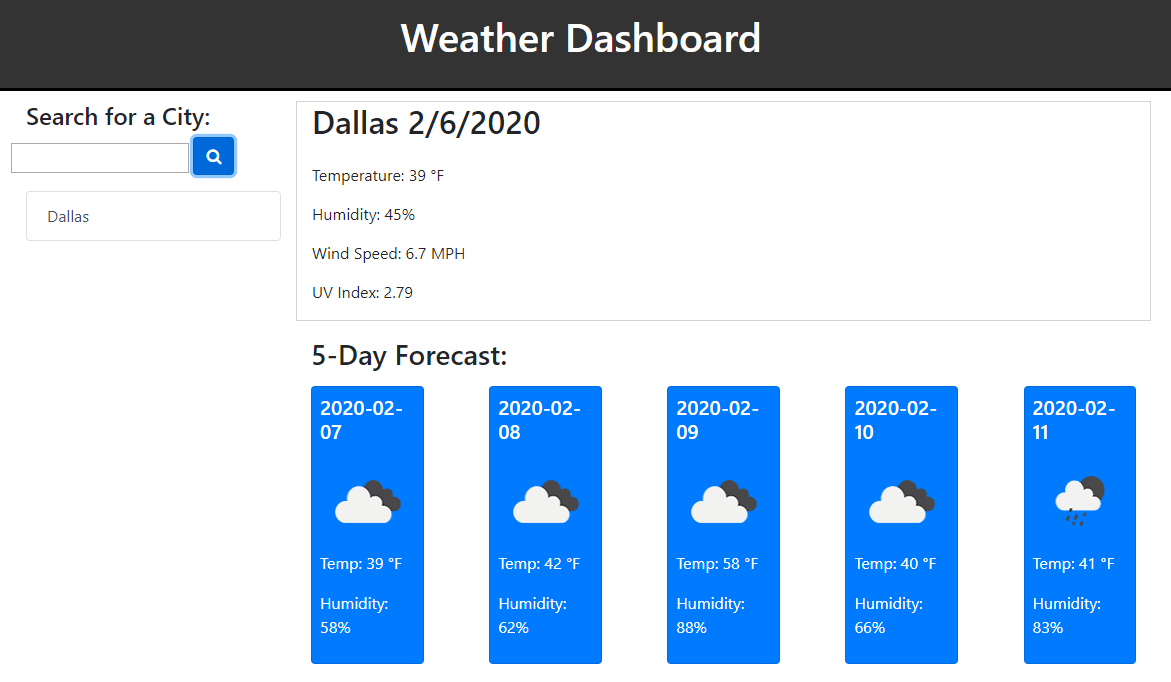 Weather Dashboard
Search for a City:
Dallas
Dallas 2/6/2020
Temperature: 39 °F
Humidity: 45%
Wind Speed: 6.7 MPH
UV Index: 2.79
5-Day Forecast:
2020-02-
07
Temp: 39 °F
Humidity:
58%
2020-02-
08
Temp: 42 °F
Humidity:
62%
2020-02-
09
Temp: 58 °F
Humidity:
88%
2020-02-
10
Temp: 40 °F
Humidity:
66%
2020-02-
11
Temp: 41 °F
Humidity:
83%